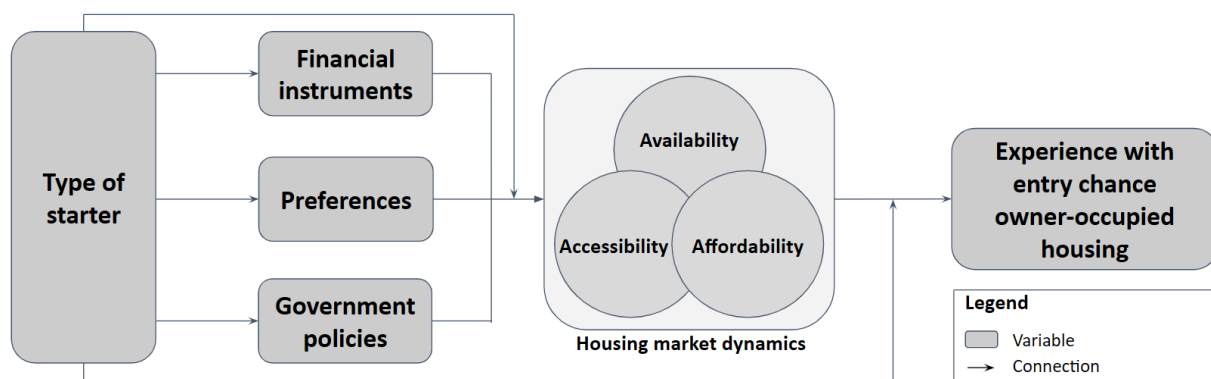 Type of
starter
Financial
instruments
Preferences
Government
policies
Availability
Accessibility
Affordability
Housing market dynamics
Experience with
entry chance
owner-occupied
housing
Legend
Variable
Connection